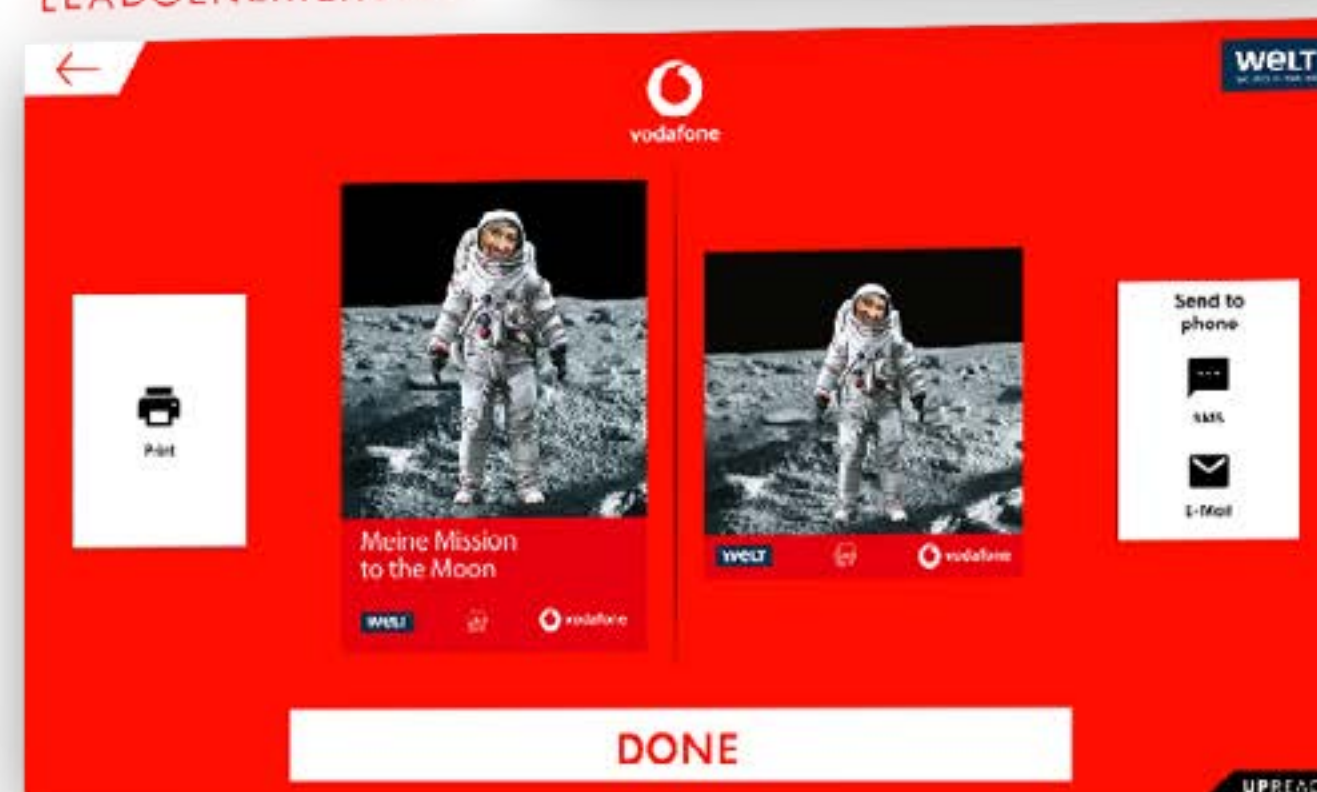 vodafone
WELT
Print
Meine Mission
to the Moon
WELT
vodafone
WELT
vodafone
Send to
phone
SMS
E-Mail
DONE